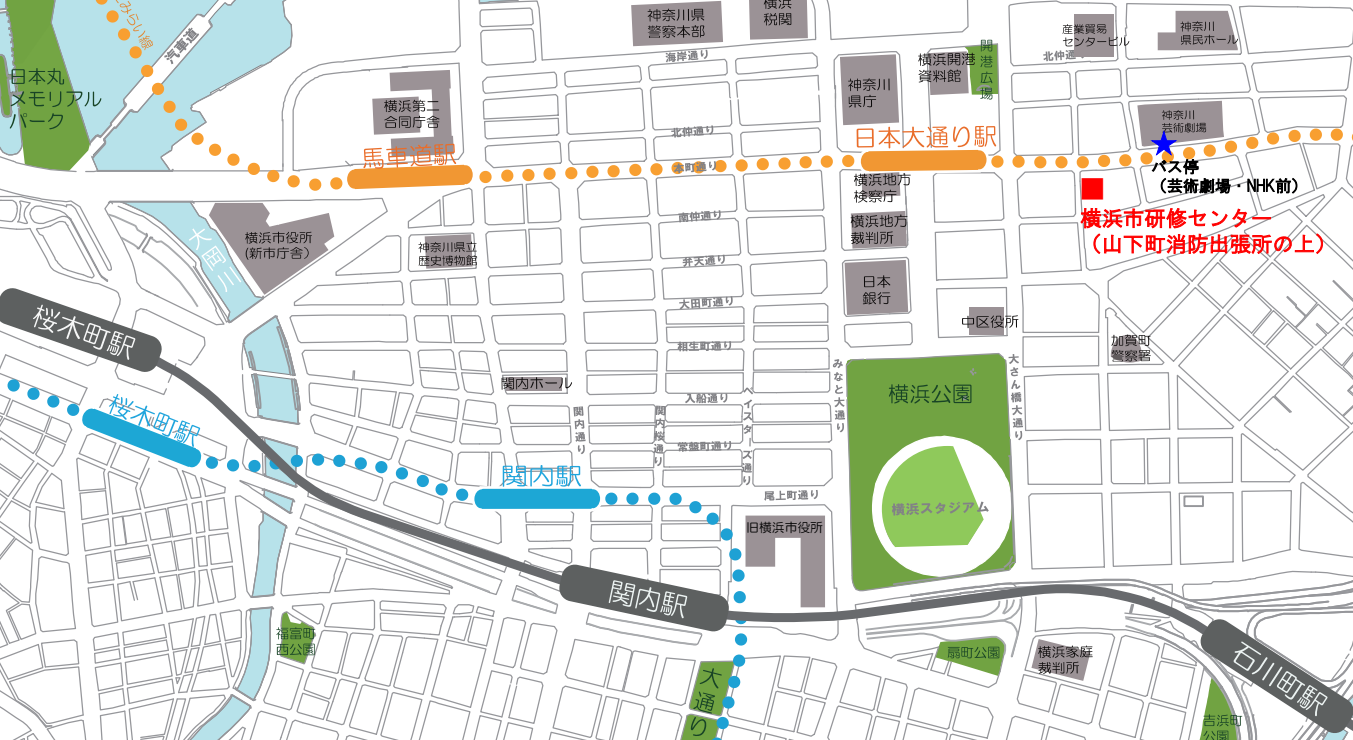 みらい線
汽車道
日本丸
メモリアル
パーク
神奈川県
警察本部
横浜
税関
海岸通り
産業貿易
センタービル
神奈川
県民ホール
北仲通り
横浜開港
資料館
開港広場
神奈川
県庁
横浜第二
合同庁舎
神奈川
芸術劇場
北仲通り
日本大通り駅
馬車道駅
本町通り
バス停
（芸術劇場・NHK前）
横浜市研修センター
（山下町消防出張所の上）
横浜地方
検察庁
横浜地方
裁判所
南仲通り
大岡川
横浜市役所
(新市庁舎）
神奈川県立
歴史博物館
弁天通り
日本
銀行
太田町通り
中区役所
桜木町駅
相生町通り
加賀町
警察署
関内ホール
みなと大通り
大さん橋大通り
横浜公園
入船通り
ベイスターズ通り
関内通り
関内桜通り
桜木町駅
常盤町通り
関内駅
尾上町通り
横浜スタジアム
旧横浜市役所
関内駅
福富町
西公園
扇町公園
横浜家庭
裁判所
石川町駅
大通り
吉浜町
公園